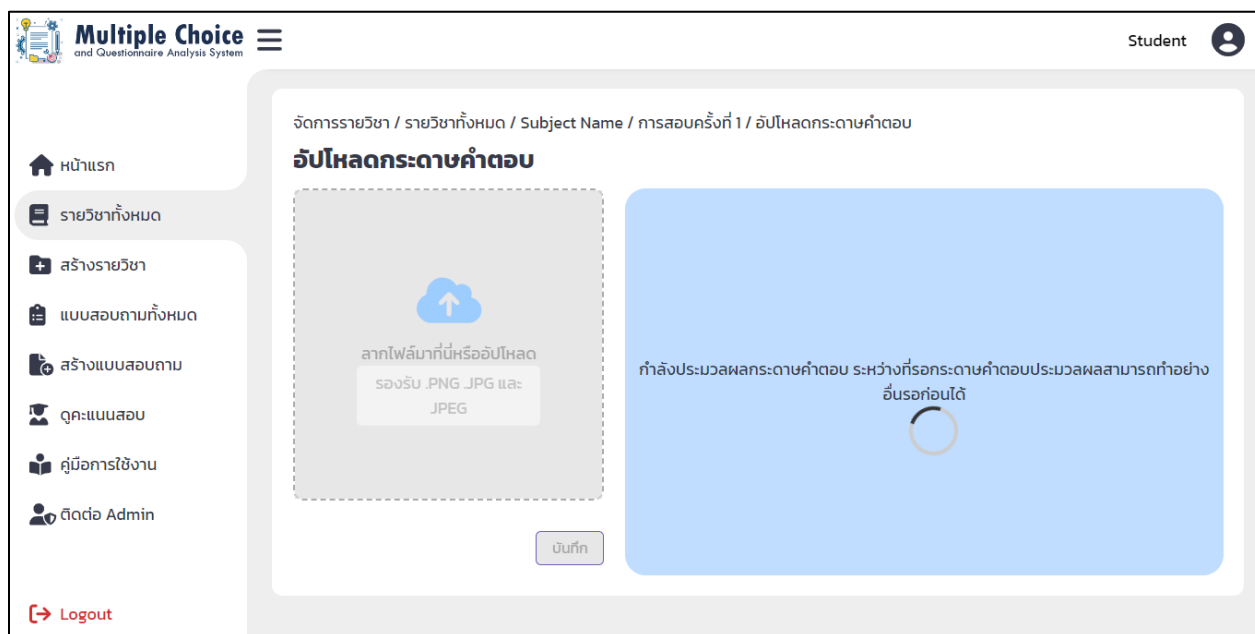 Multiple Choice
and Questionnaire Analysis System
Student
หน้าแรก
รายวิชาทั้งหมด
สร้างรายวิชา
แบบสอบถามทั้งหมด
สร้างแบบสอบถาม
ดูคะแนนสอบ
คู่มือการใช้งาน
ติดต่อ Admin
Logout
จัดการรายวิชา / รายวิชาทั้งหมด / Subject Name / การสอบครั้งที่ 1 / อัปโหลดกระดาษคำตอบ
อัปโหลดกระดาษคำตอบ
ลากไฟล์มาที่นี่หรืออัปโหลด
รองรับ .PNG .JPG และ
.JPEG
บันทึก
กำลังประมวลผลกระดาษคำตอบ ระหว่างที่รอกระดาษคำตอบประมวลผลสามารถทำอย่าง
อื่นรอก่อนได้